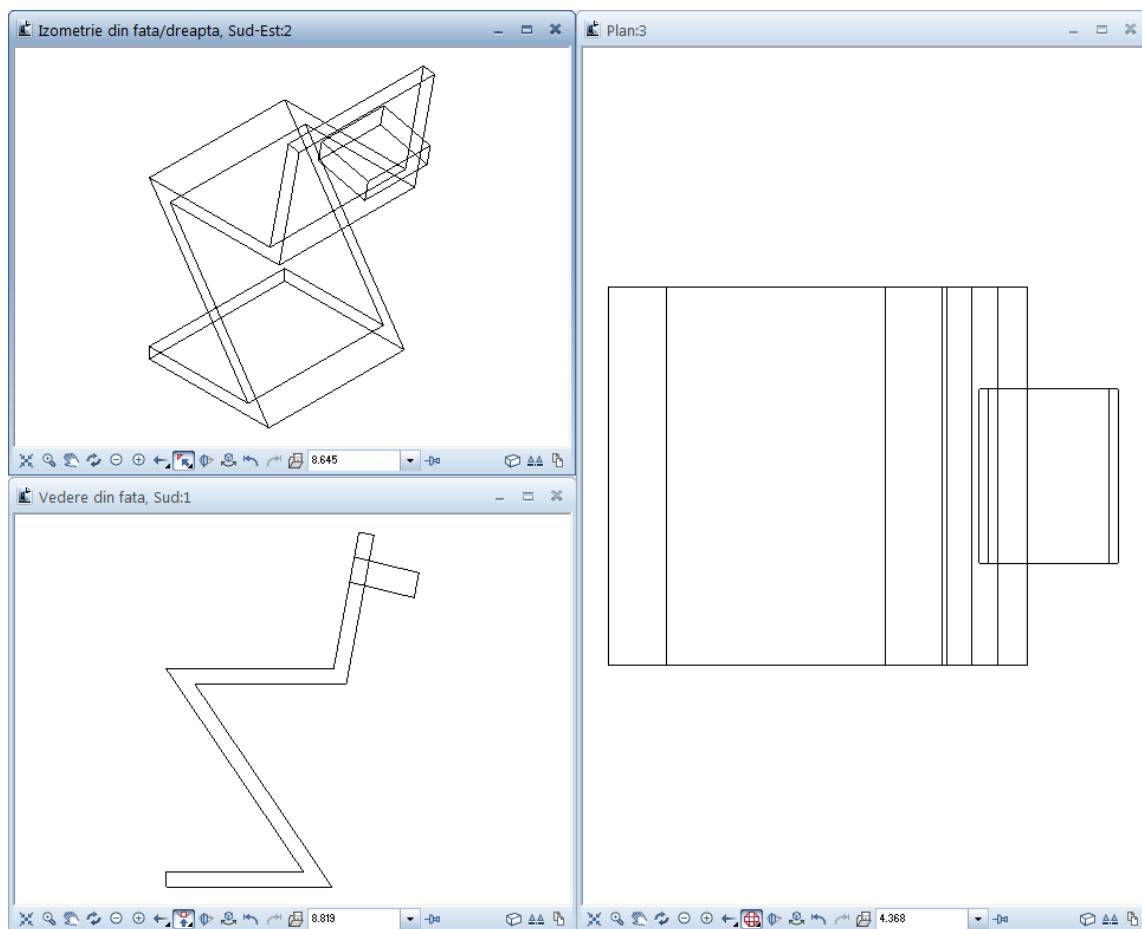 Izometrie din fata/dreapta, Sud-Est:2
8.645
Vedere din fata, Sud:1
8.819
Plan:3
4.368